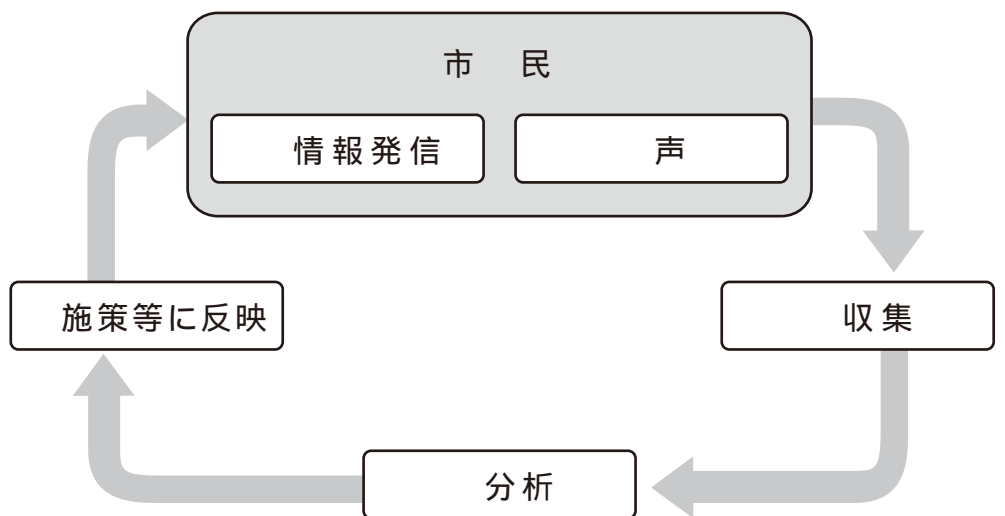 市　民
情報発信
声
施策等に反映
収集
分析